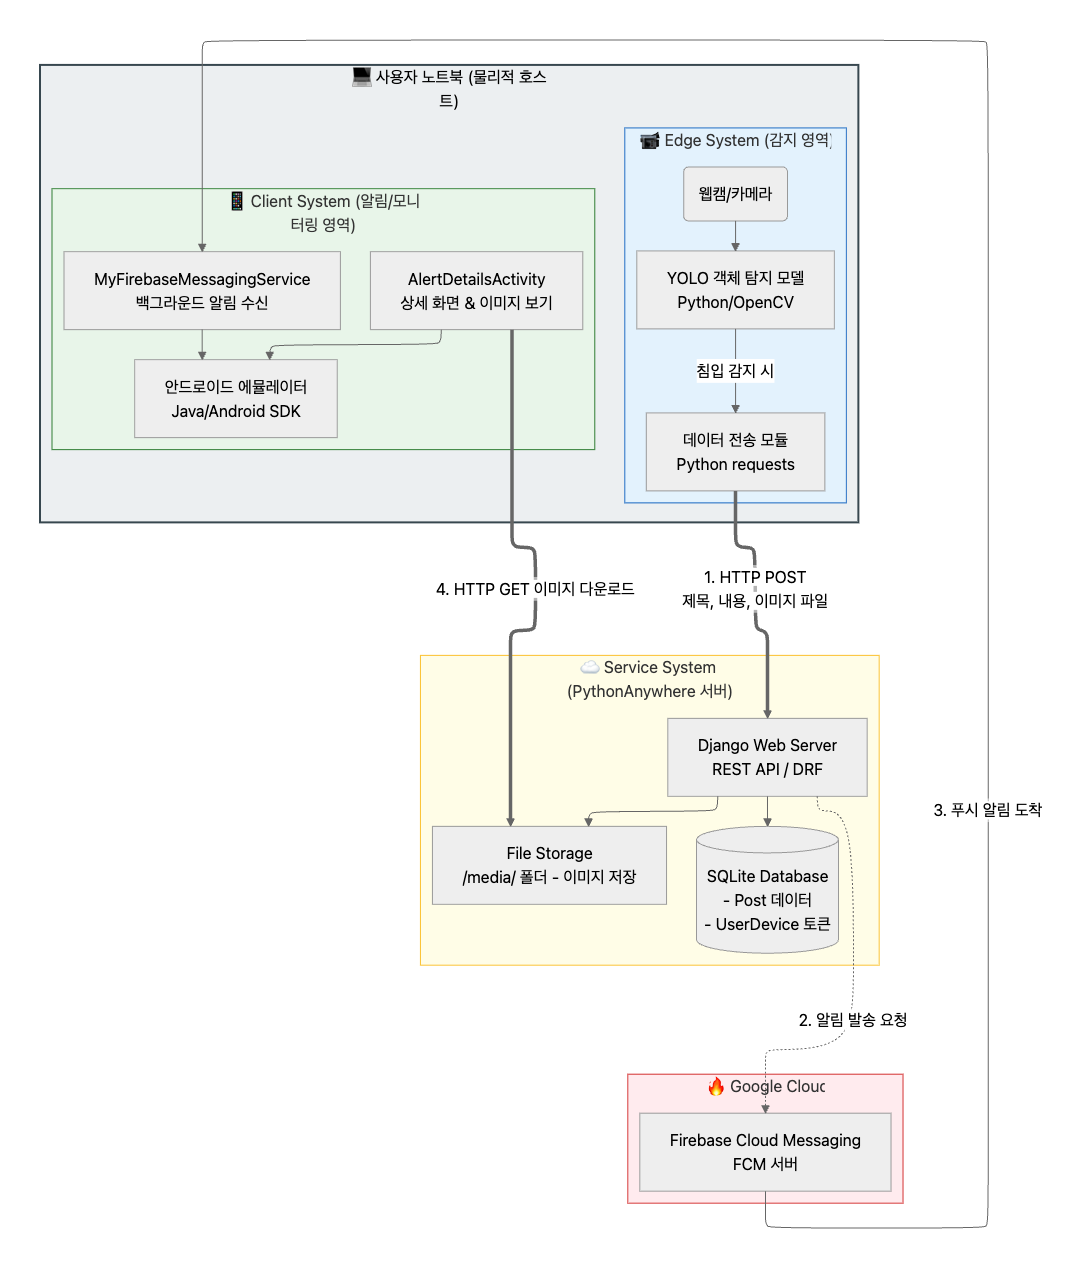 💻 사용자 노트북 (물리적 호스
트)
📹 Edge System (감지 영역)
웹캠/카메라
📱 Client System (알림/모니
터링 영역)
MyFirebaseMessagingService
백그라운드 알림 수신
AlertDetailsActivity
상세 화면 & 이미지 보기
YOLO 객체 탐지 모델
Python/OpenCV
침입 감지 시
안드로이드 에뮬레이터
Java/Android SDK
데이터 전송 모듈
Python requests
4. HTTP GET 이미지 다운로드
1. HTTP POST
제목, 내용, 이미지 파일
☁️ Service System
(PythonAnywhere 서버)
Django Web Server
REST API / DRF
3. 푸시 알림 도착
File Storage
/media/ 폴더 - 이미지 저장
SQLite Database
- Post 데이터
- UserDevice 토큰
2. 알림 발송 요청
🔥 Google Cloud
Firebase Cloud Messaging
FCM 서버